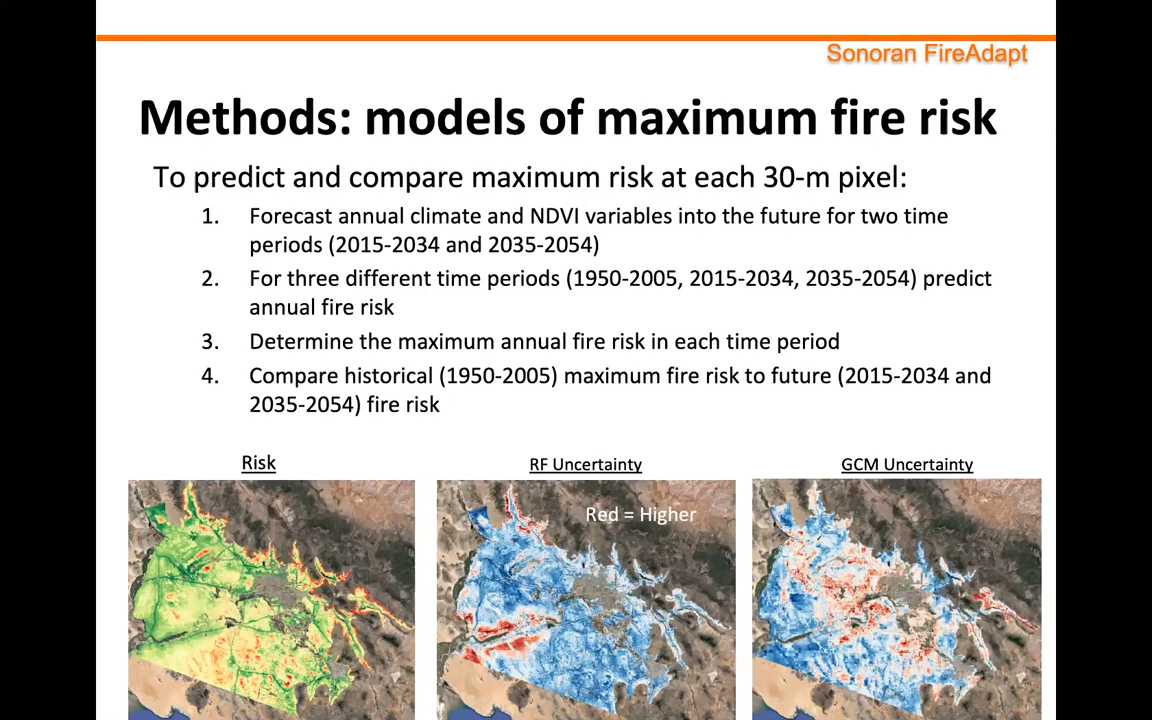 Sonoran FireAdapt
Methods: models of maximum fire risk
To predict and compare maximum risk at each 30-m pixel:
1. Forecast annual climate and NDVI variables into the future for two time
periods (2015-2034 and 2035-2054)
2. For three different time periods (1950-2005, 2015-2034, 2035-2054) predict
annual fire risk
3. Determine the maximum annual fire risk in each time period
4. Compare historical (1950-2005) maximum fire risk to future (2015-2034 and
2035-2054) fire risk
Risk
RF Uncertainty
GCM Uncertainty
Red = Higher